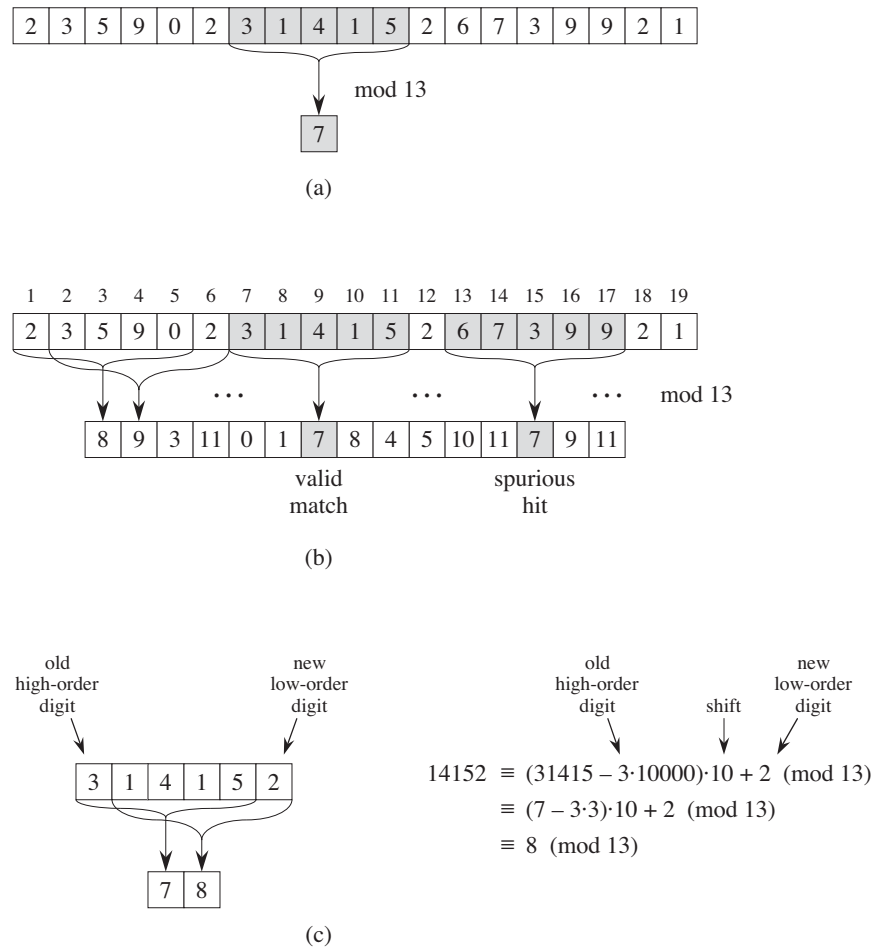 2 3 5 9 0 2 3 1 4 1 5 2 6 7 3 9 9 2 1
mod 13
7
(a)
1 2 3 4 5 6 7 8 9 10 11 12 13 14 15 16 17 18 19
2 3 5 9 0 2 3 1 4 1 5 2 6 7 3 9 9 2 1
… … … mod 13
8 9 3 11 0 1 7 8 4 5 10 11 7 9 11
valid match
spurious hit
(b)
old high-order digit
new low-order digit
3 1 4 1 5 2
7 8
old high-order digit
shift
new low-order digit
14152 ≡ (31415 – 3·10000)·10 + 2 (mod 13)
≡ (7 – 3·3)·10 + 2 (mod 13)
≡ 8 (mod 13)
(c)